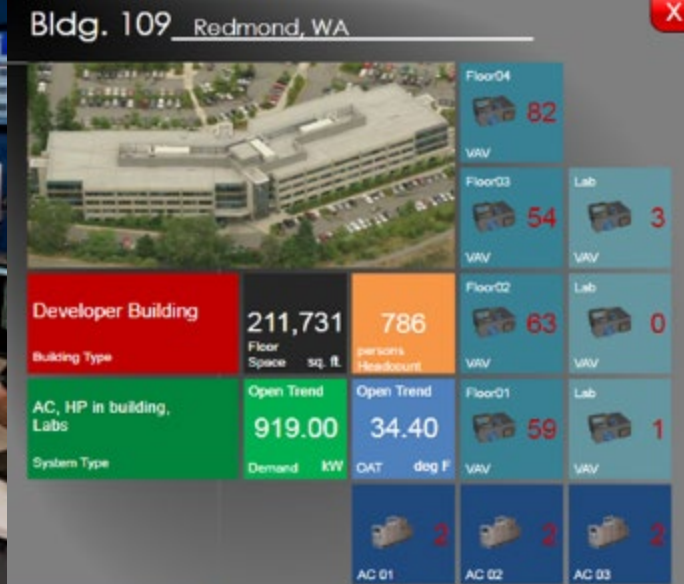 Bldg. 109 Redmond, WA
X
Floor04
82
VAV
Floor03
54
VAV
Lab
3
VAV
Developer Building
Building Type
211,731
Floor
Space sq. ft.
786
persons
Headcount
Floor02
63
VAV
Lab
0
VAV
AC, HP in building,
Labs
System Type
Open Trend
919.00
Demand kW
Open Trend
34.40
OAT deg F
Floor01
59
VAV
Lab
1
VAV
2
AC 01
2
AC 02
2
AC 03